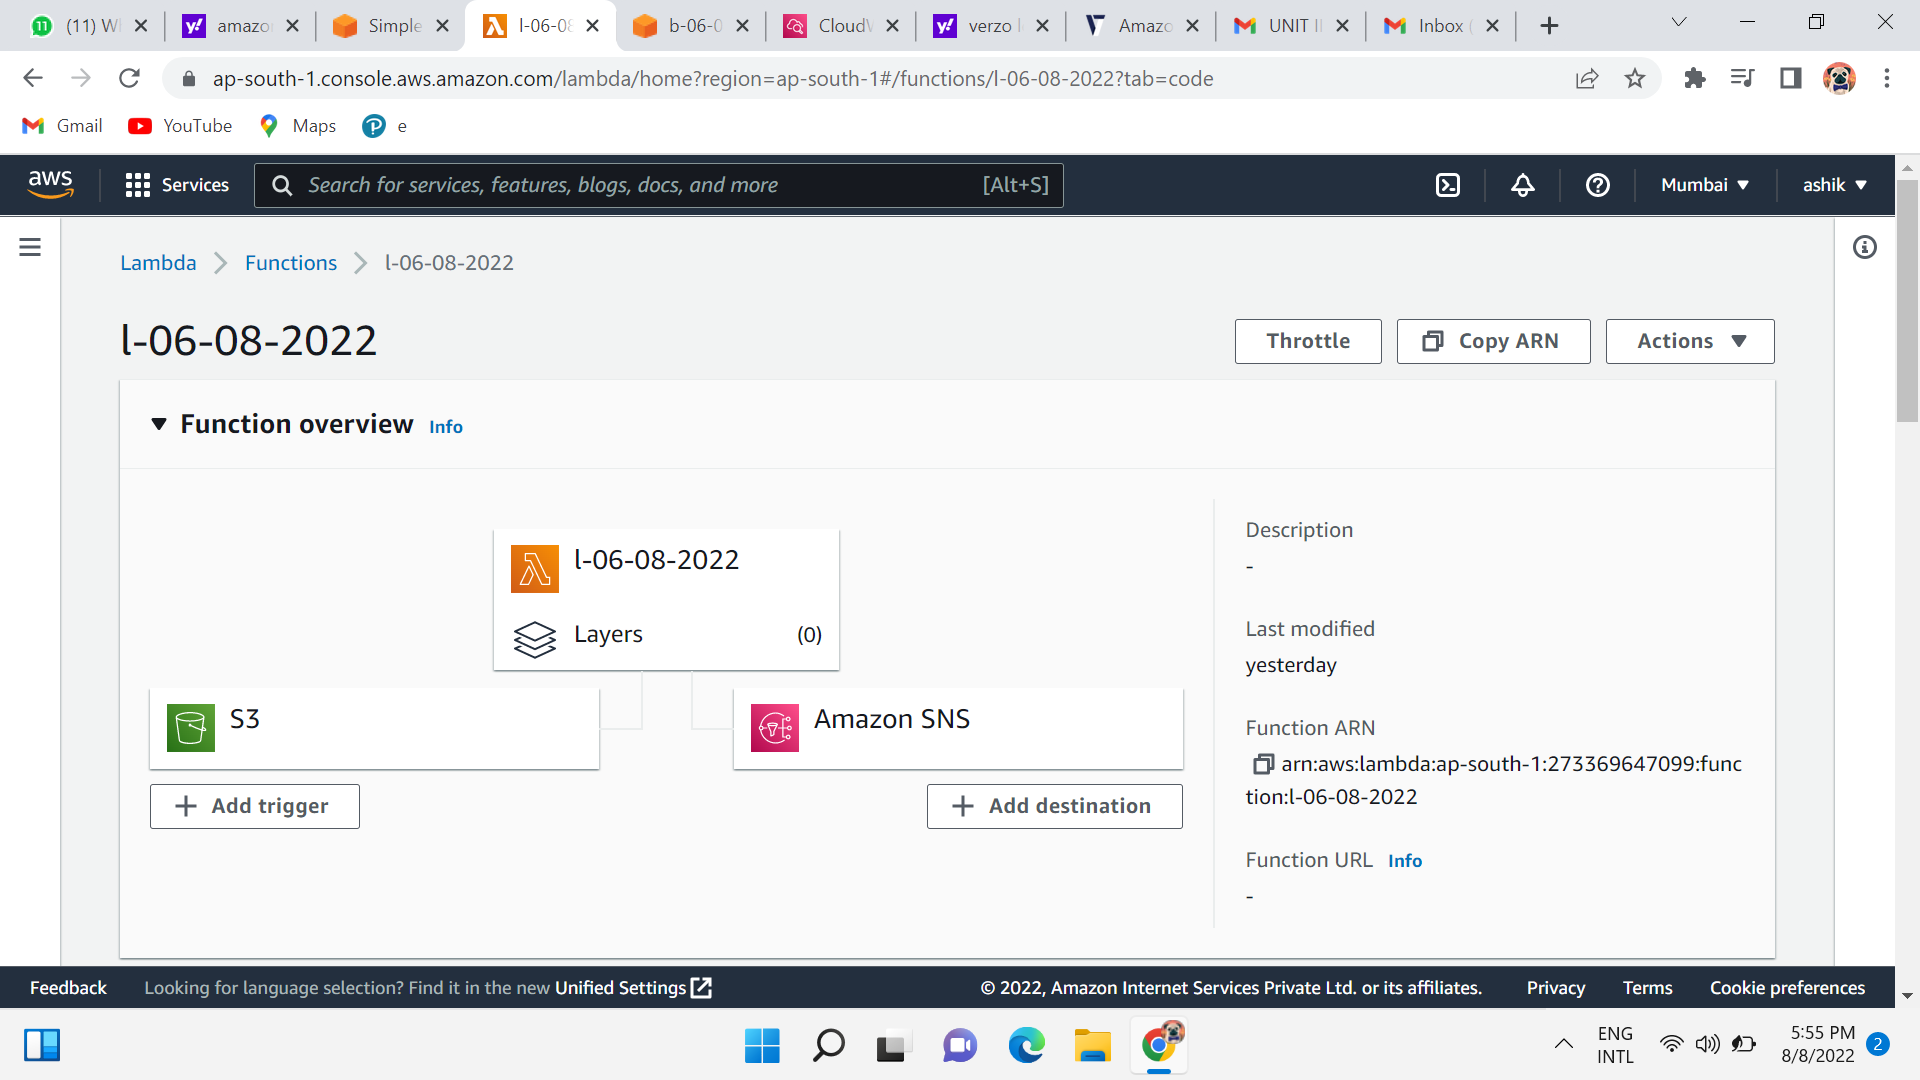 (11) W
amazo
Simple
l-06-08
b-06-0
CloudW
verzo l
Amazo
UNIT II
Inbox (
ap-south-1.console.aws.amazon.com/lambda/home?region=ap-south-1#/functions/l-06-08-2022?tab=code
Gmail YouTube Maps e
aws Services Search for services, features, blogs, docs, and more [Alt+S] Mumbai ▼ ashik ▼
Lambda > Functions > l-06-08-2022
l-06-08-2022
Throttle Copy ARN Actions ▼
▼ Function overview Info
l-06-08-2022
Layers (0)
S3
Amazon SNS
+ Add trigger
+ Add destination
Description
-
Last modified
yesterday
Function ARN
arn:aws:lambda:ap-south-1:273369647099:func
tion:l-06-08-2022
Function URL Info
-
Feedback Looking for language selection? Find it in the new Unified Settings © 2022, Amazon Internet Services Private Ltd. or its affiliates. Privacy Terms Cookie preferences
ENG
INTL
5:55 PM
8/8/2022
2